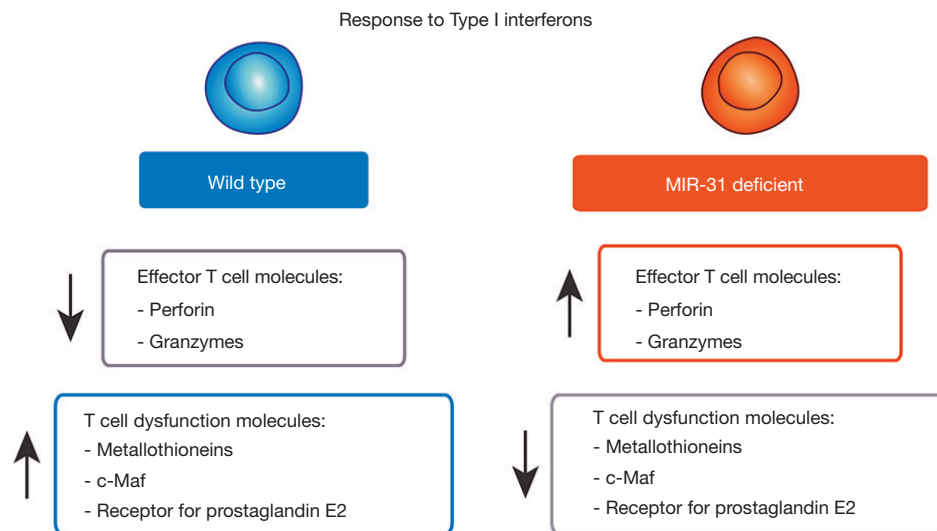 Response to Type I interferons
Wild type
MIR-31 deficient
Effector T cell molecules:
- Perforin
- Granzymes
Effector T cell molecules:
- Perforin
- Granzymes
T cell dysfunction molecules:
- Metallothioneins
- c-Maf
- Receptor for prostaglandin E2
T cell dysfunction molecules:
- Metallothioneins
- c-Maf
- Receptor for prostaglandin E2